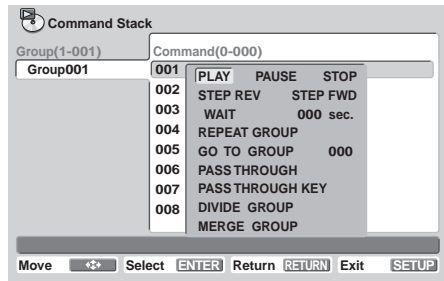 Command Stack
Group(1-001) Command(0-000)
Group001 001 PLAY PAUSE STOP
002 STEP REV STEP FWD
003 WAIT 000 sec.
004 REPEAT GROUP
005 GO TO GROUP 000
006 PASS THROUGH
007 PASS THROUGH KEY
008 DIVIDE GROUP
MERGE GROUP
Move Select ENTER Return RETURN Exit SETUP